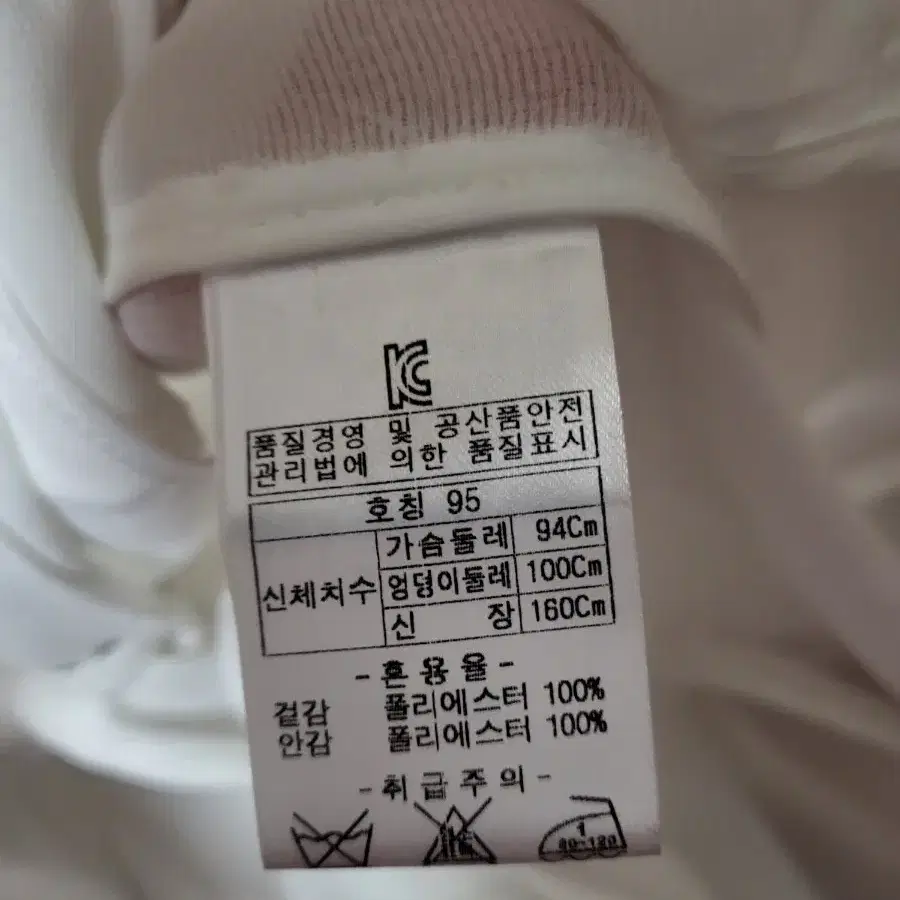 KC
품질경영 및 공산품안전
관리법에 의한 품질표시
호칭 95
신체치수 가슴둘레 94Cm
엉덩이둘레 100Cm
신 장 160Cm
-혼용율-
겉감 폴리에스터 100%
안감 폴리에스터 100%
-취급주의-
1
80~120